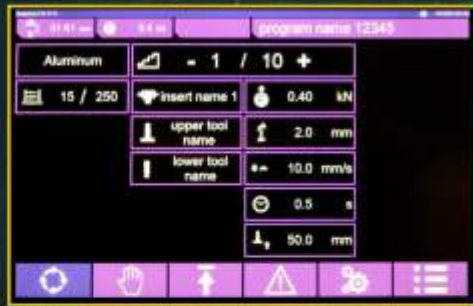 program name 12345
Aluminum
- 1 / 10 +
15 / 250
insert name 1
0.40 kN
upper tool name
2.0 mm
lower tool name
10.0 mm/s
0.5 s
50.0 mm